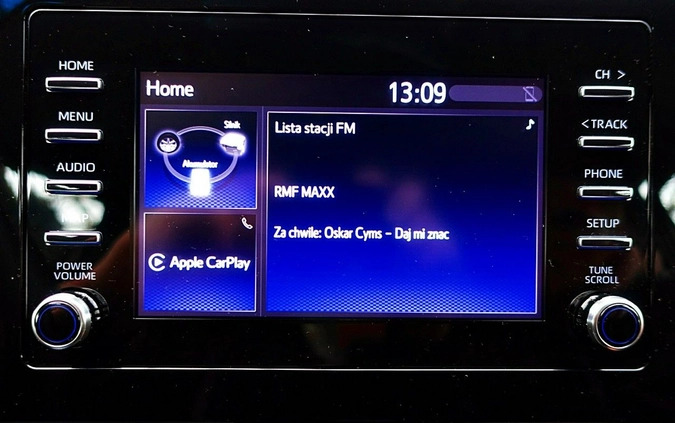 HOME
MENU
AUDIO
MAP
POWER
VOLUME
Home
13:09
Silnik
Akumulator
Apple CarPlay
Lista stacji FM
RMF MAXX
Za chwile: Oskar Cyms – Daj mi znac
CH >
< TRACK
PHONE
SETUP
TUNE
SCROLL